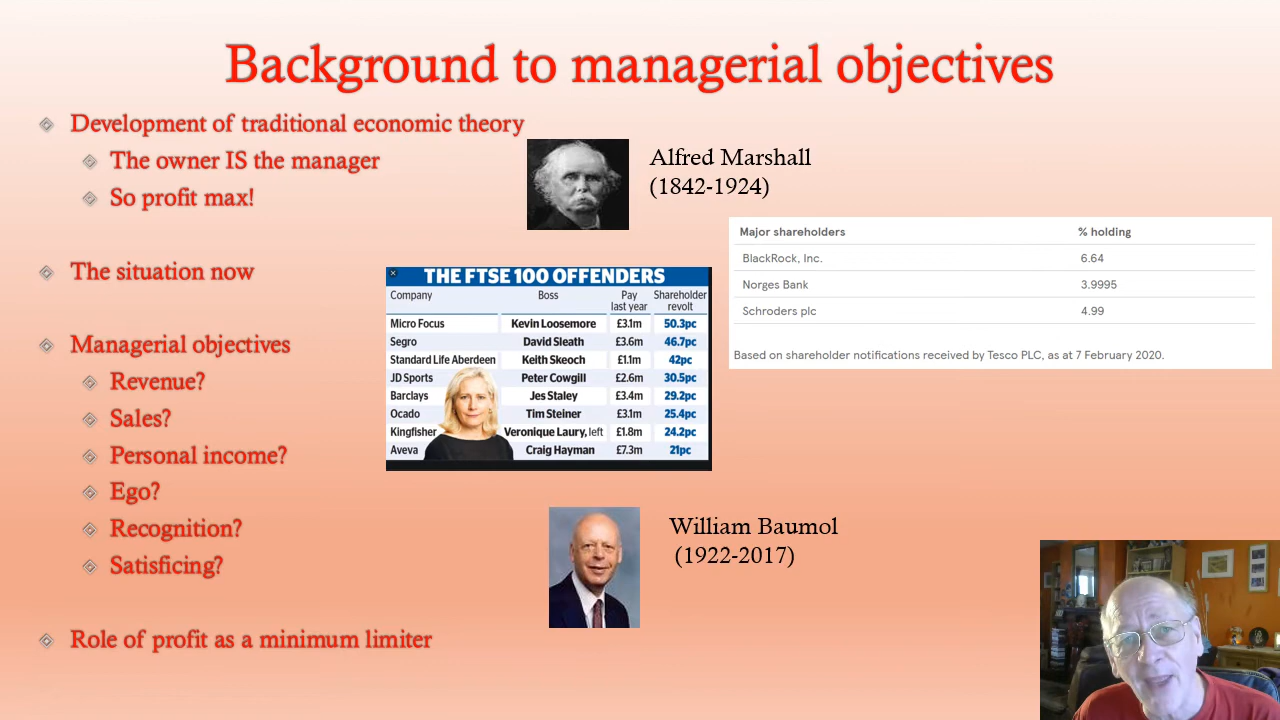 Background to managerial objectives
Development of traditional economic theory
The owner IS the manager
So profit max!
Alfred Marshall
(1842-1924)
Major shareholders % holding
BlackRock, Inc. 6.64
Norges Bank 3.9995
Schroders plc 4.99
Based on shareholder notifications received by Tesco PLC, as at 7 February 2020.
The situation now
THE FTSE 100 OFFENDERS
Company Boss Pay last year Shareholder revolt
Micro Focus Kevin Loosemore £3.1m 50.3pc
Segro David Sleath £3.6m 46.7pc
Standard Life Aberdeen Keith Skeoch £1.1m 42pc
JD Sports Peter Cowgill £2.6m 30.5pc
Barclays Jes Staley £3.4m 29.2pc
Ocado Tim Steiner £3.1m 25.4pc
Kingfisher Veronique Laury, left £1.8m 24.2pc
Aveva Craig Hayman £7.3m 21pc
Managerial objectives
Revenue?
Sales?
Personal income?
Ego?
Recognition?
Satisficing?
William Baumol
(1922-2017)
Role of profit as a minimum limiter